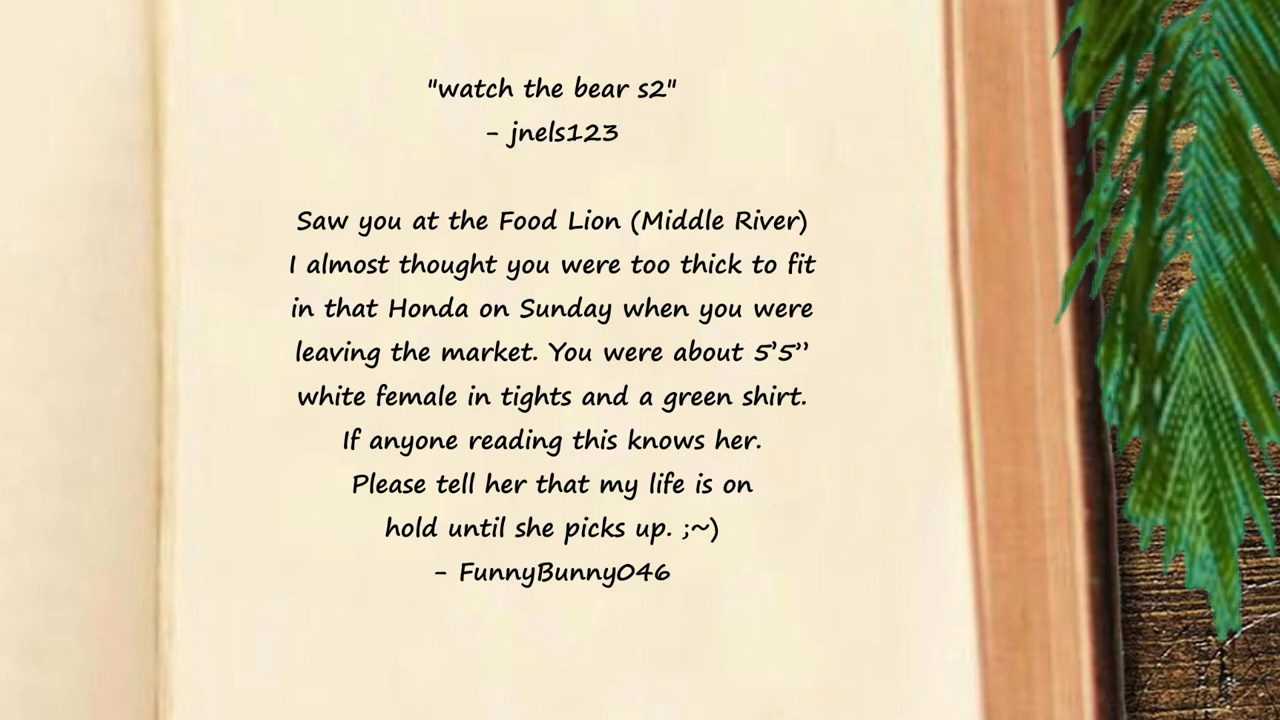 "watch the bear s2"
- jnels123
Saw you at the Food Lion (Middle River)
I almost thought you were too thick to fit
in that Honda on Sunday when you were
leaving the market. You were about 5’5’’
white female in tights and a green shirt.
If anyone reading this knows her.
Please tell her that my life is on
hold until she picks up. ;~)
- FunnyBunny046